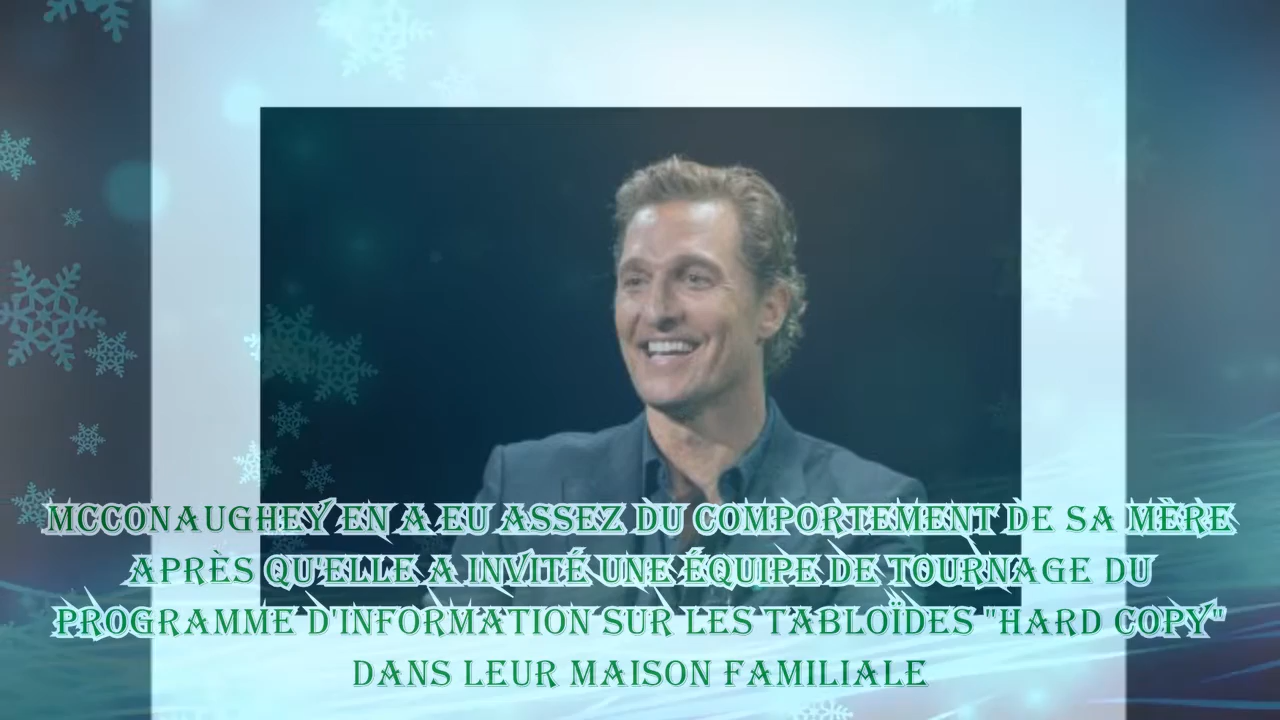 MCCONAUGHEY EN A EU ASSEZ DU COMPORTEMENT DE SA MÈRE
APRÈS QU'ELLE A INVITÉ UNE ÉQUIPE DE TOURNAGE DU
PROGRAMME D'INFORMATION SUR LES TABLOÏDES "HARD COPY"
DANS LEUR MAISON FAMILIALE